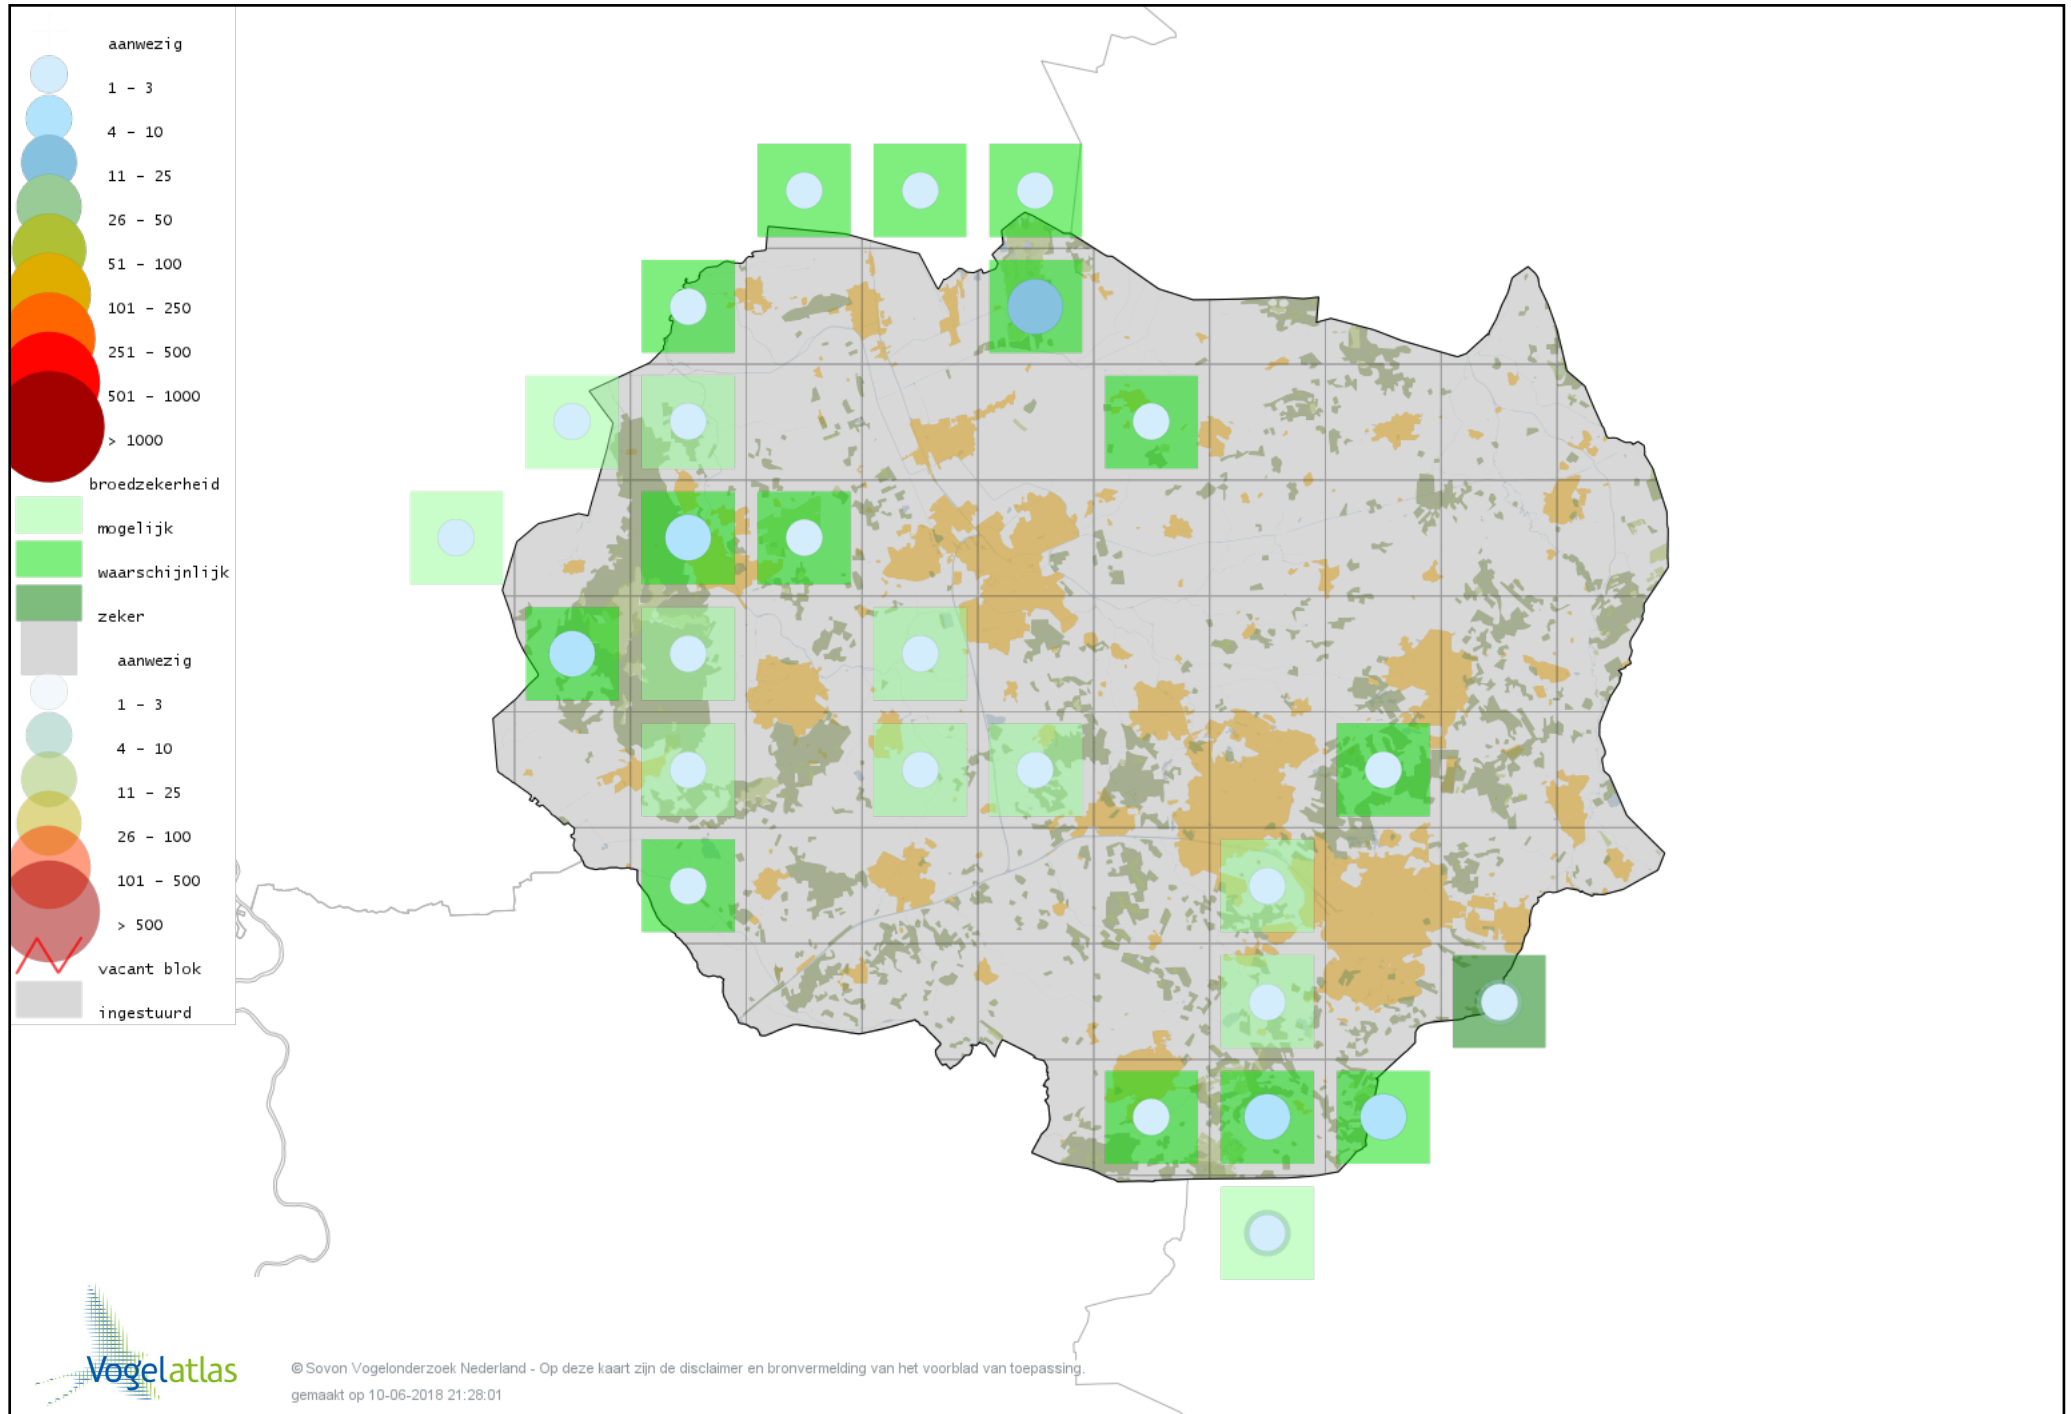 aanwezig
1 - 3
4 - 10
11 - 25
26 - 50
51 - 100
101 - 250
251 - 500
501 - 1000
> 1000
broedzekerheid
mogelijk
waarschijnlijk
zeker
aanwezig
1 - 3
4 - 10
11 - 25
26 - 100
101 - 500
> 500
vacant blok
ingestuurd
Vogelatlas
© Sovon Vogelonderzoek Nederland - Op deze kaart zijn de disclaimer en bronvermelding van het voorblad van toepassing.
gemaakt op 10-06-2018 21:28:01